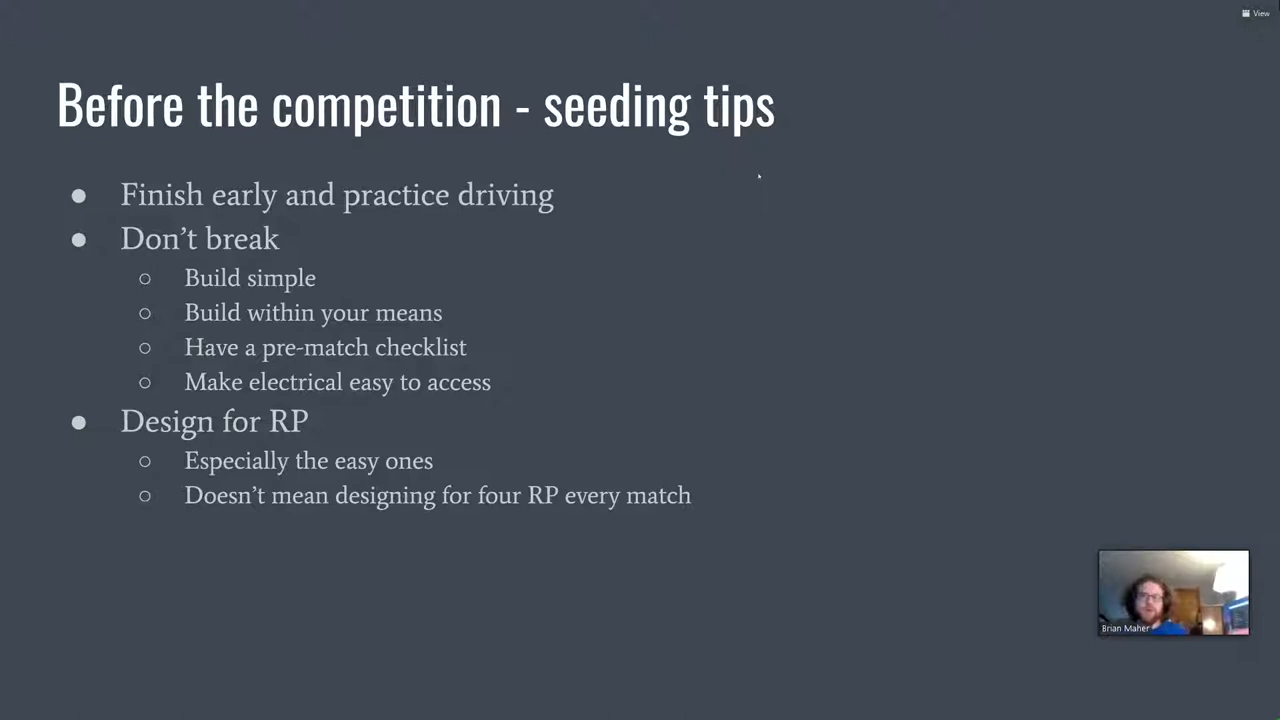 View
Before the competition - seeding tips
● Finish early and practice driving
● Don't break
○ Build simple
○ Build within your means
○ Have a pre-match checklist
○ Make electrical easy to access
● Design for RP
○ Especially the easy ones
○ Doesn't mean designing for four RP every match
Brian Maher